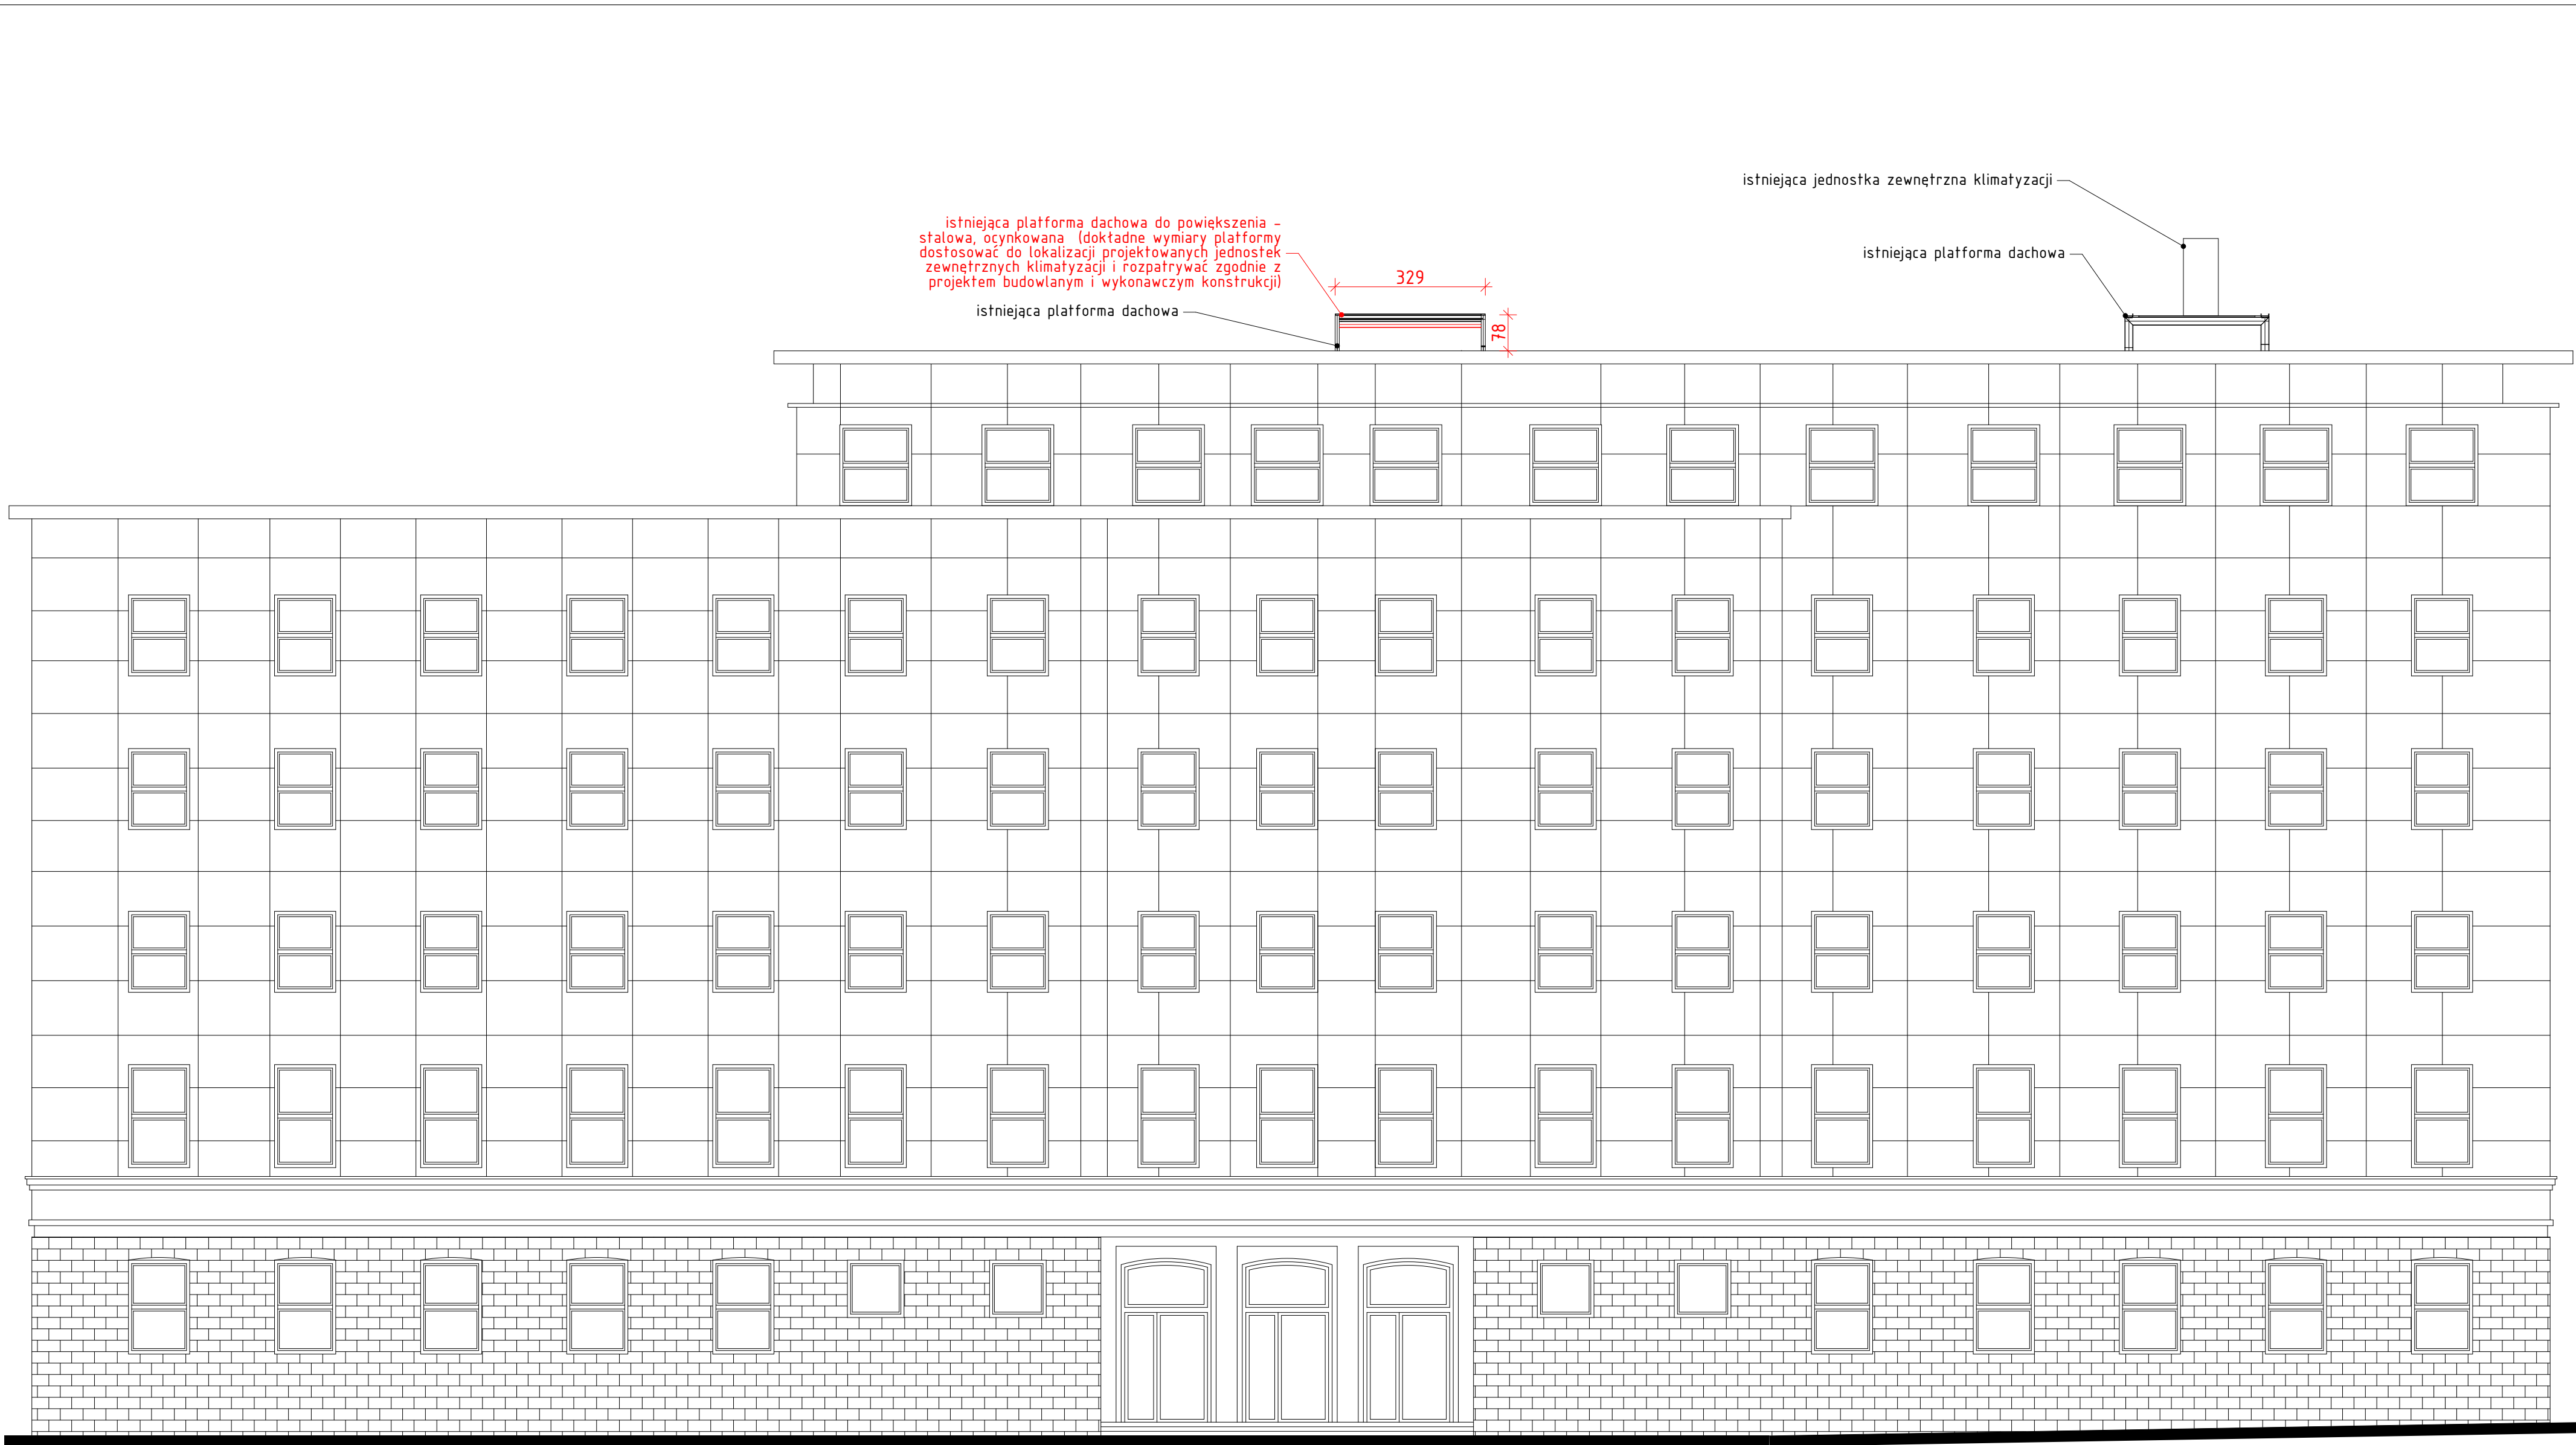 istniejąca jednostka zewnętrzna klimatyzacji
istniejąca platforma dachowa do powiększenia -
stalowa, ocynkowana (dokładne wymiary platformy
dostosować do lokalizacji projektowanych jednostek
zewnętrznych klimatyzacji i rozpatrywać zgodnie z
projektem budowlanym i wykonawczym konstrukcji)
istniejąca platforma dachowa
329
istniejąca platforma dachowa
78